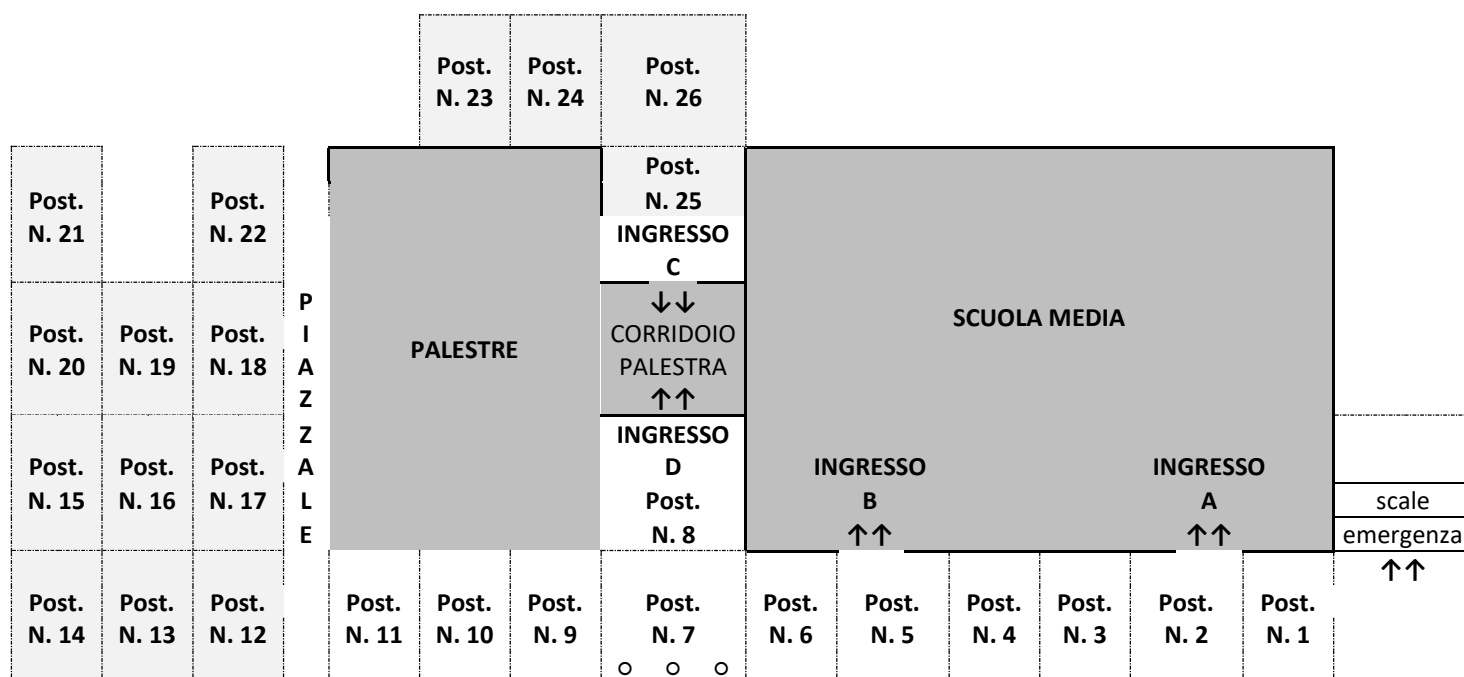 Post. Post. Post.
N. 23 N. 24 N. 26
Post.
N. 25
Post. Post.
N. 21 N. 22
INGRESSO
C
↓↓
CORRIDOIO
PALESTRA
↑↑
SCUOLA MEDIA
PALESTRE
PIAZZALE
Post. Post. Post.
N. 20 N. 19 N. 18
INGRESSO
D
Post.
N. 8
INGRESSO
B
↑↑
INGRESSO
A
↑↑
Post. Post. Post.
N. 15 N. 16 N. 17
scale
emergenza
↑↑
Post. Post. Post. Post. Post. Post. Post. Post. Post. Post. Post. Post. Post.
N. 14 N. 13 N. 12 N. 11 N. 10 N. 9 N. 7 N. 6 N. 5 N. 4 N. 3 N. 2 N. 1